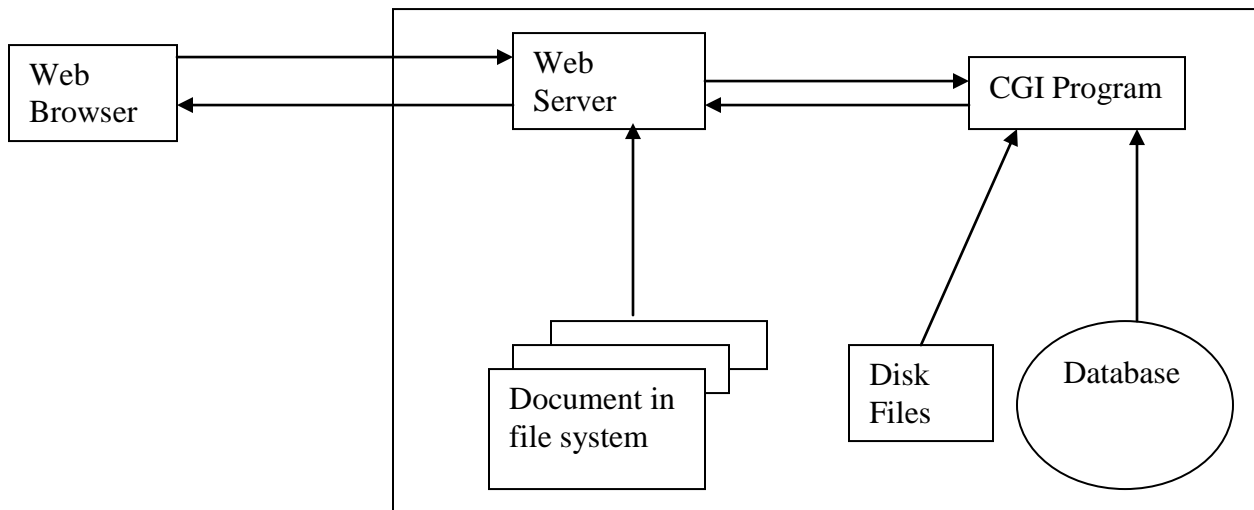 Web
Browser
Web
Server
CGI Program
Document in
file system
Disk
Files
Database